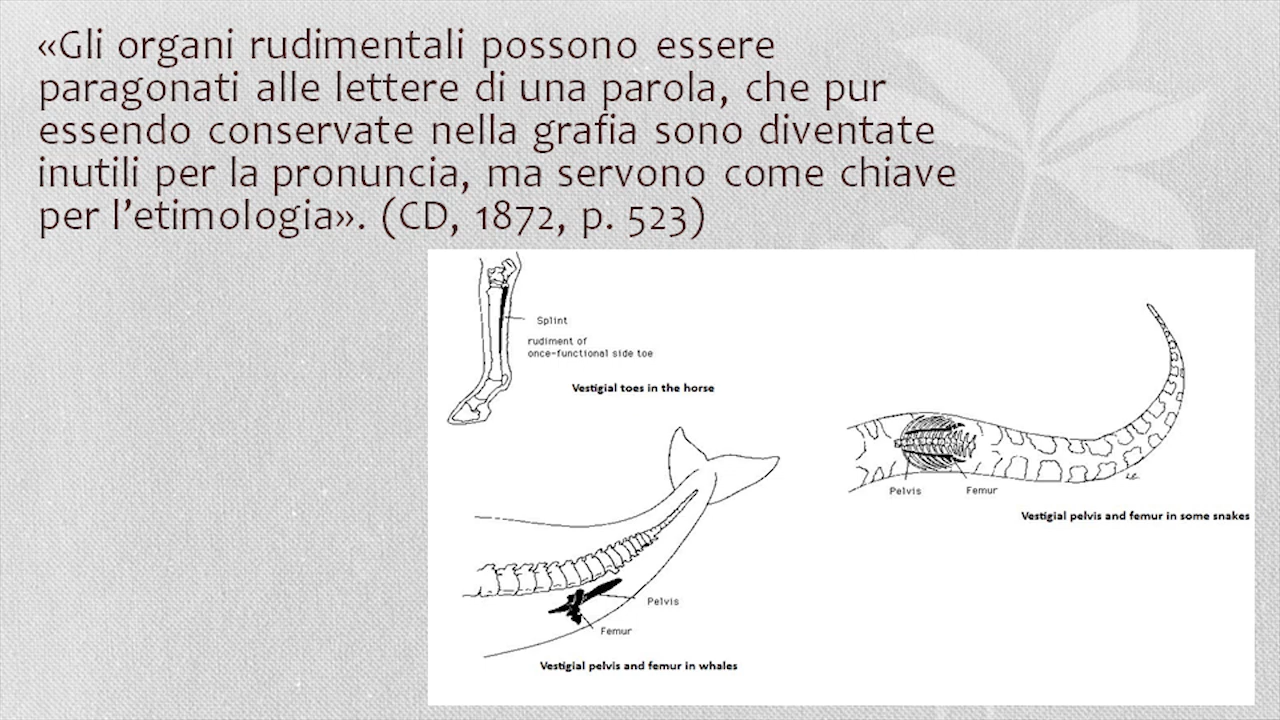 «Gli organi rudimentali possono essere
paragonati alle lettere di una parola, che pur
essendo conservate nella grafia sono diventate
inutili per la pronuncia, ma servono come chiave
per l’etimologia». (CD, 1872, p. 523)
Splint
rudiment of
once-functional side toe
Vestigial toes in the horse
Pelvis
Femur
Vestigial pelvis and femur in some snakes
Pelvis
Femur
Vestigial pelvis and femur in whales